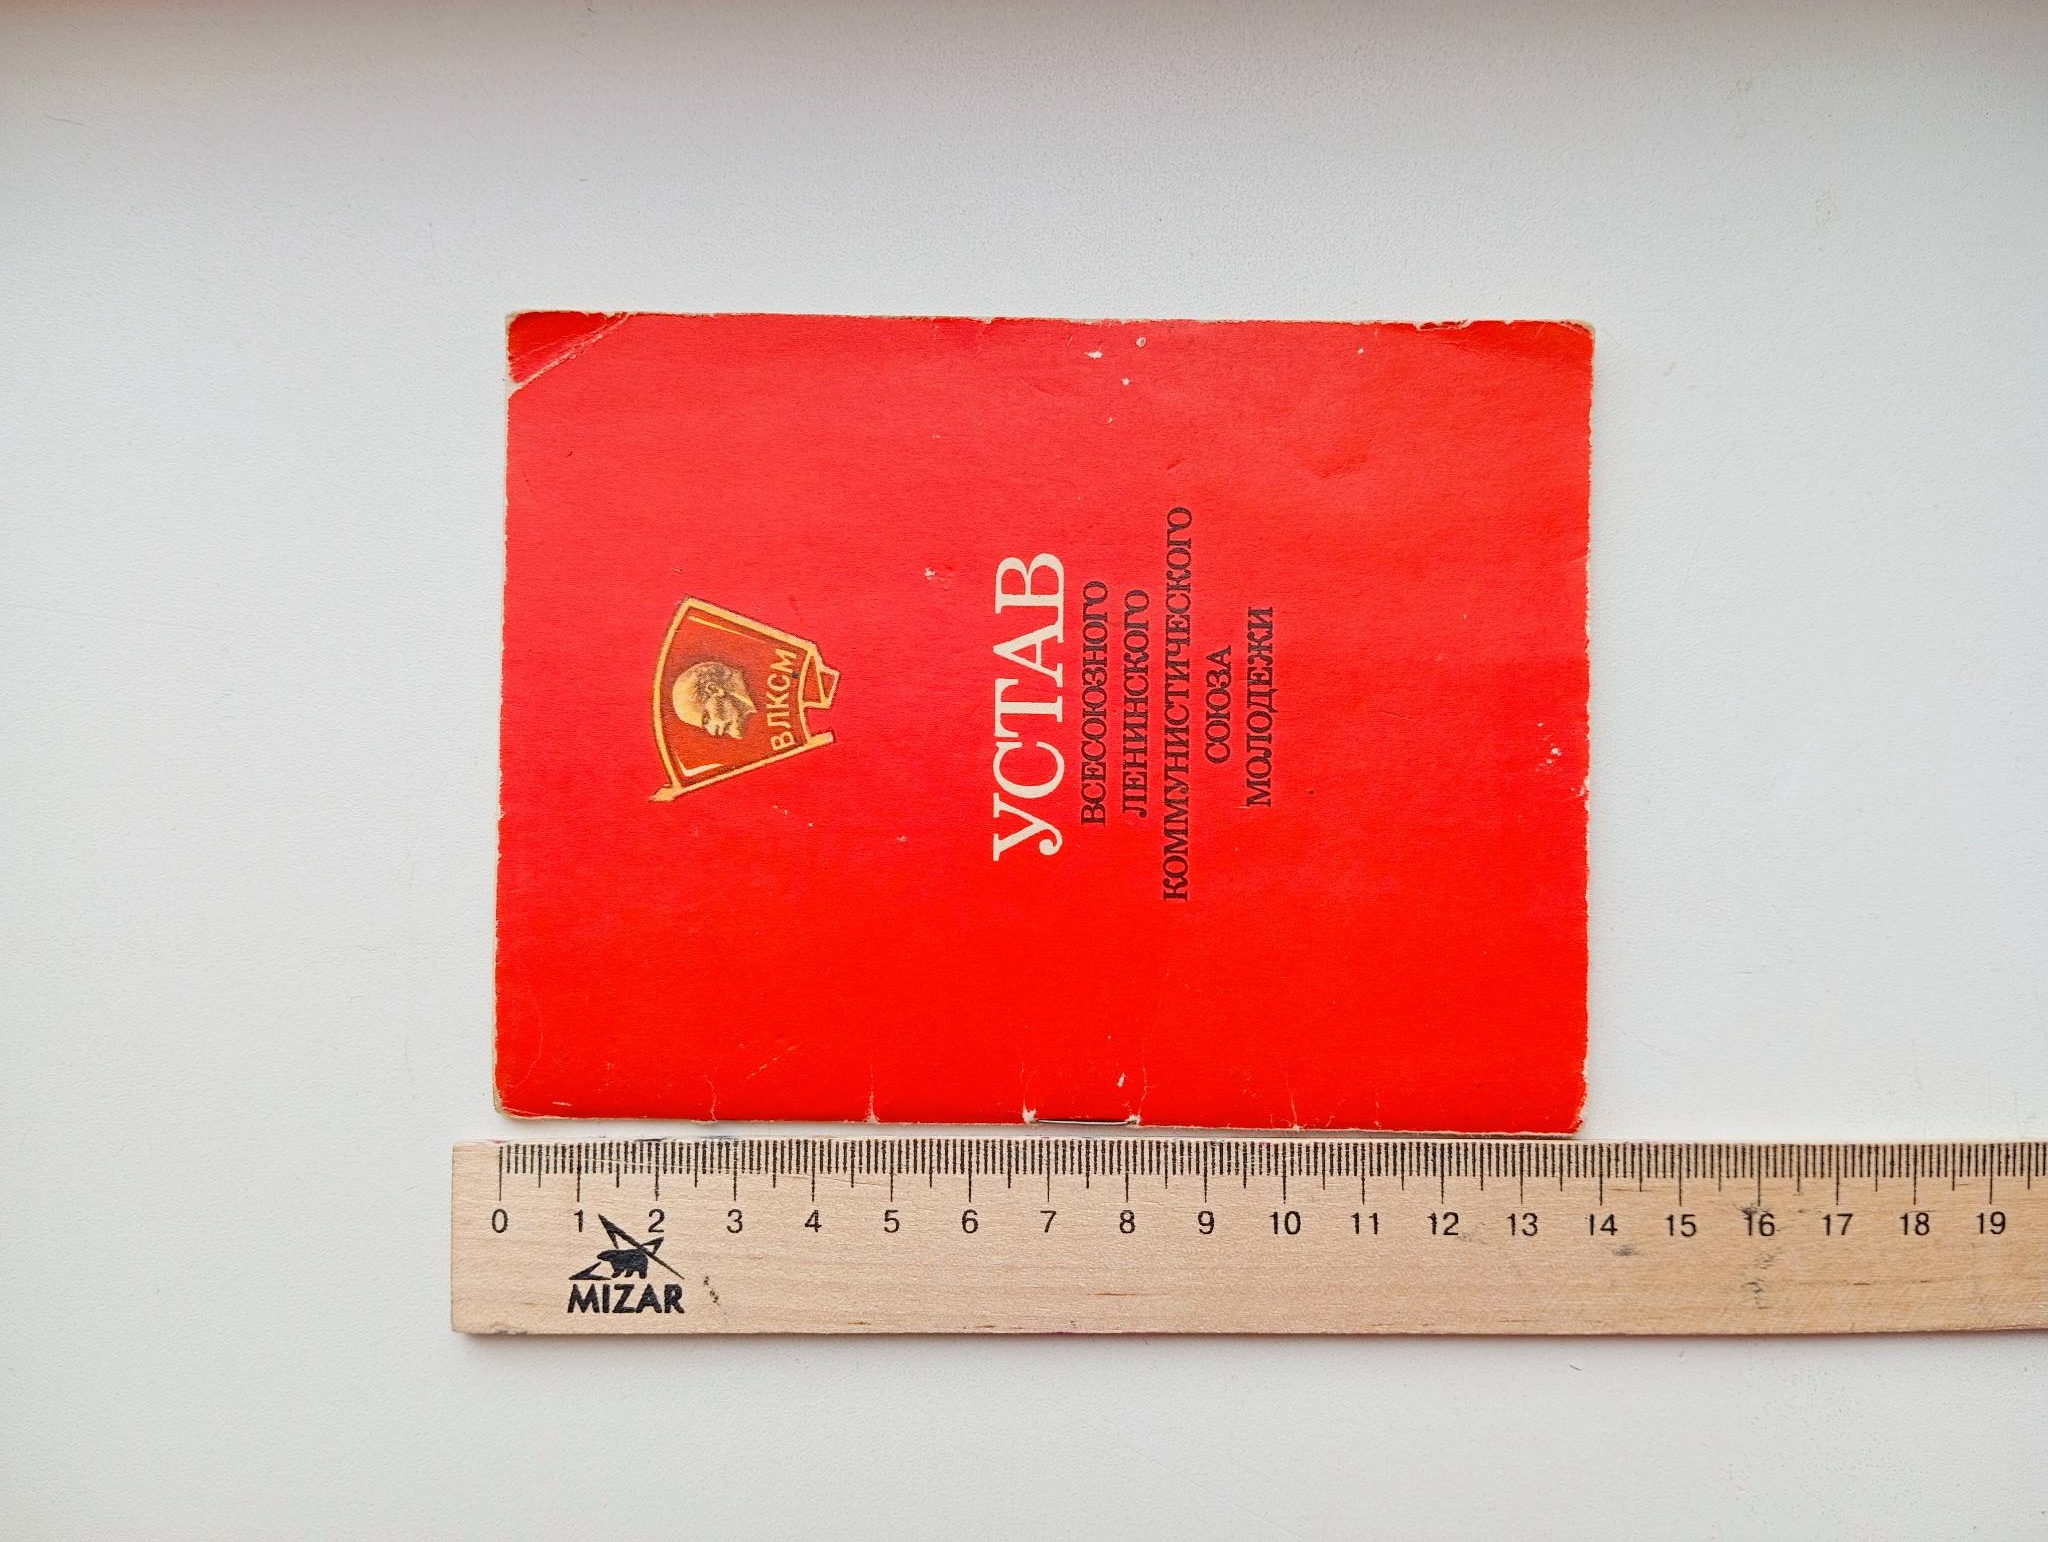 ВЛКСМ
УСТАВ
ВСЕСОЮЗНОГО
ЛЕНИНСКОГО
КОММУНИСТИЧЕСКОГО
СОЮЗА
МОЛОДЕЖИ
0 1 2 3 4 5 6 7 8 9 10 11 12 13 14 15 16 17 18 19
MIZAR